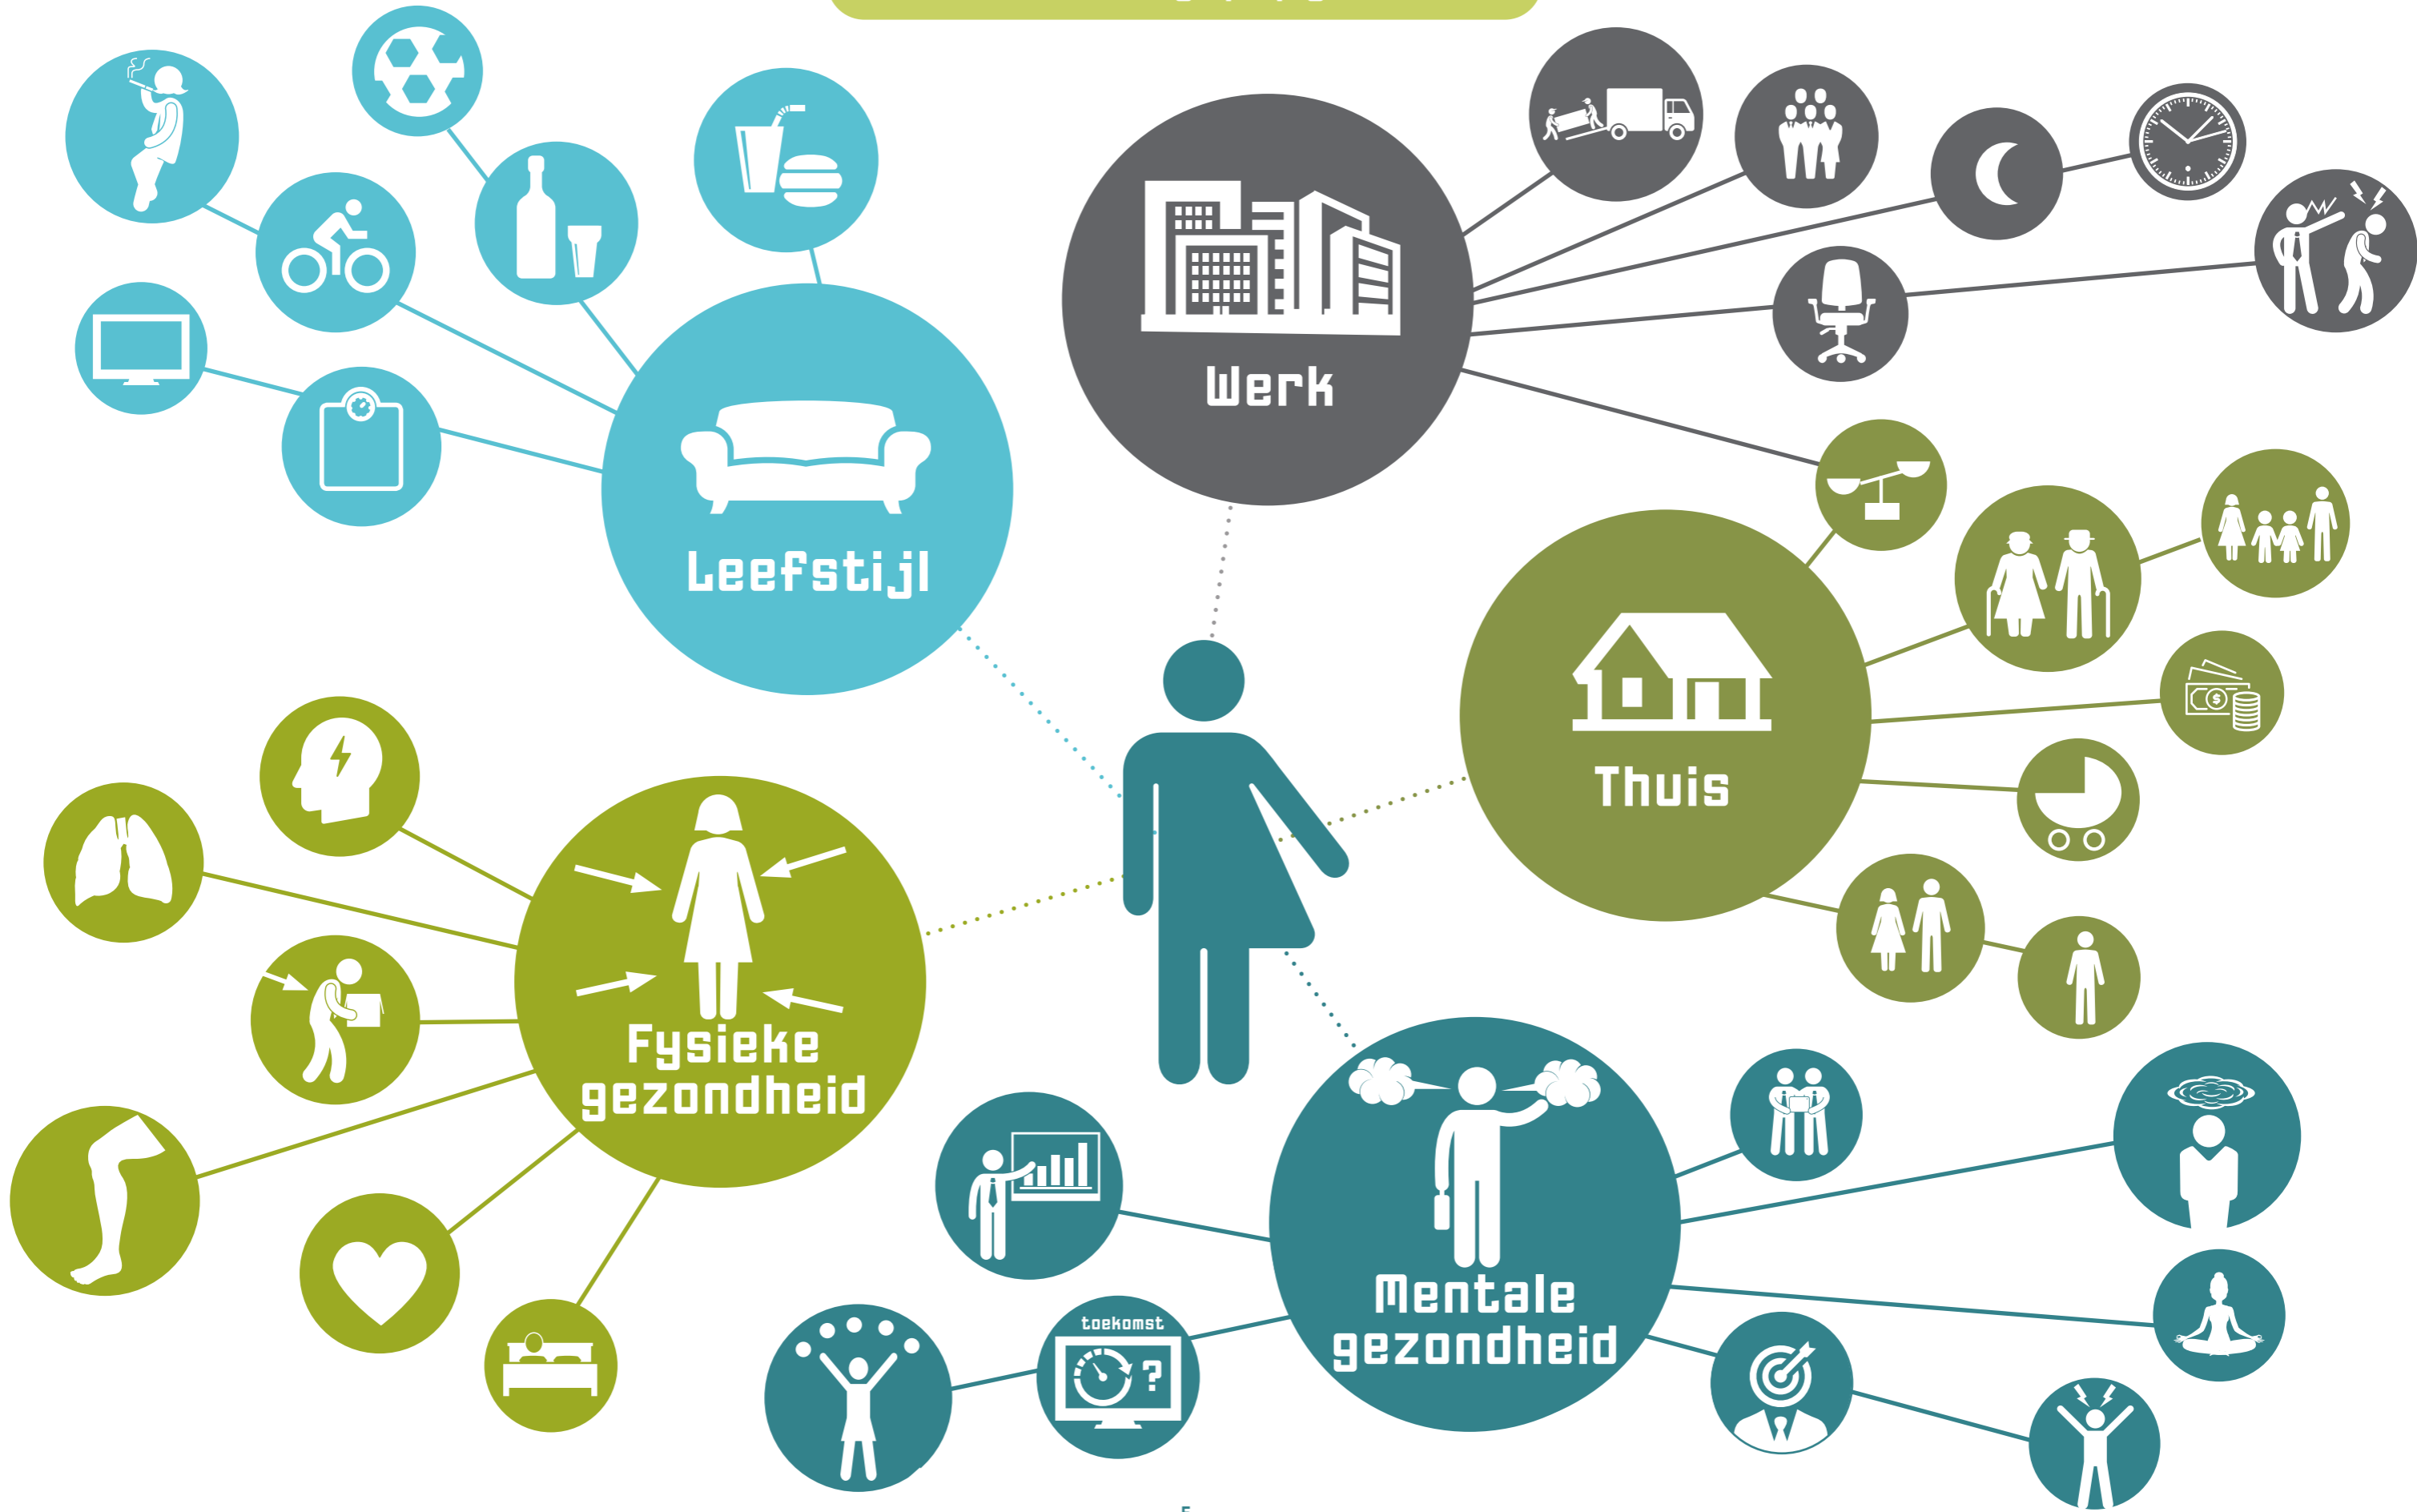 Werk
Leefstijl
Thuis
Fysieke
gezondheid
Mentale
gezondheid
toekomst
?
$